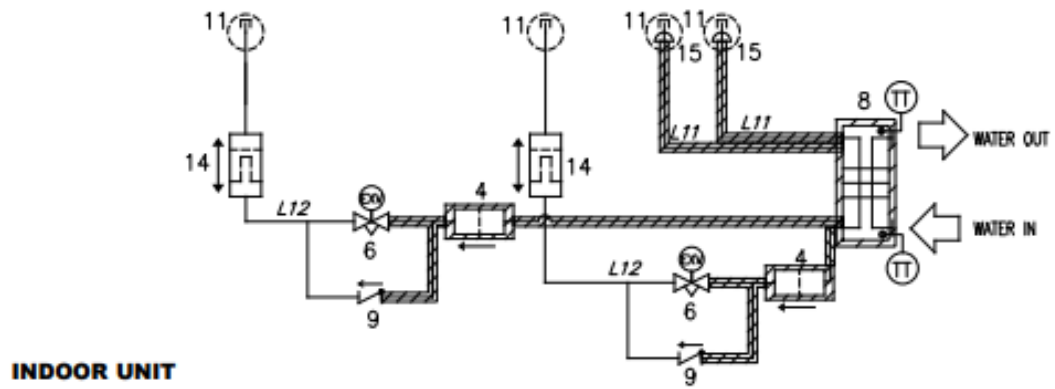 11 11 11 11
15 15
8 TT
L11 L11
WATER OUT
14 14
4
L12
EXV
WATER IN
6
4
TT
L12
EXV
9
6
9
INDOOR UNIT